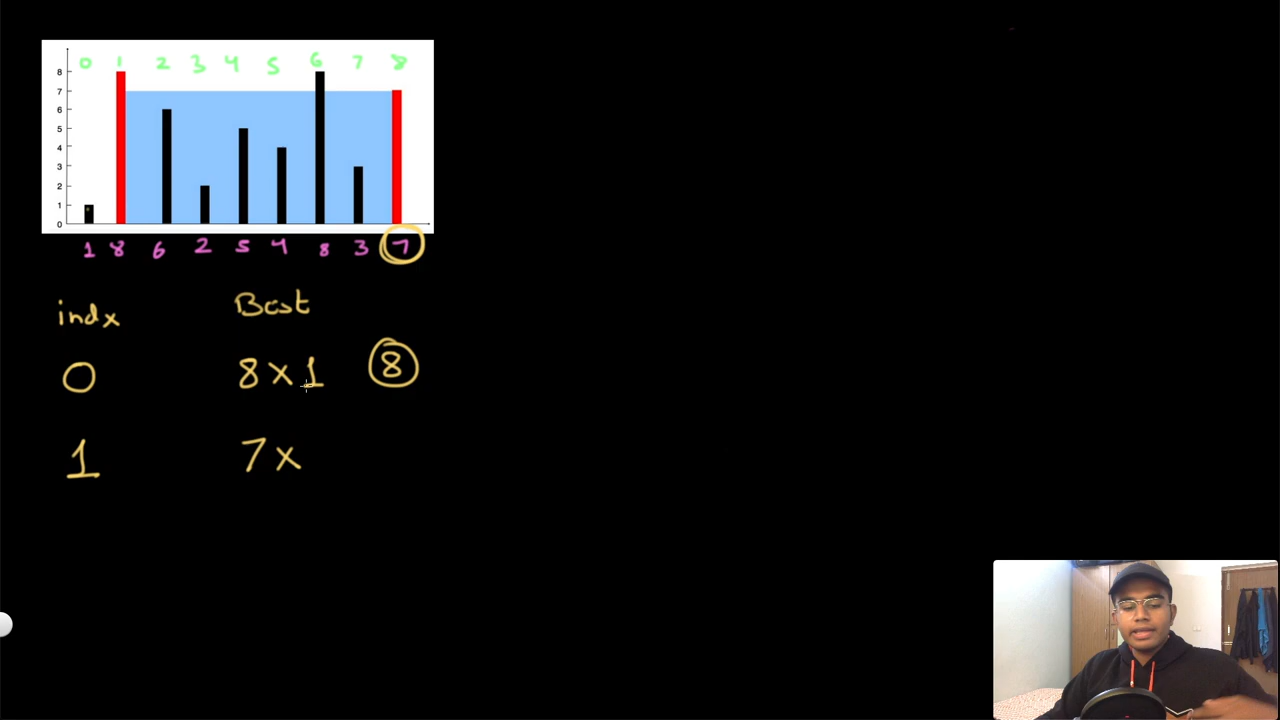 0 1 2 3 4 5 6 7 8
8
7
6
5
4
3
2
1
0
1 8 6 2 5 4 8 3 7
indx Best
0 8 x 1 8
1 7 x